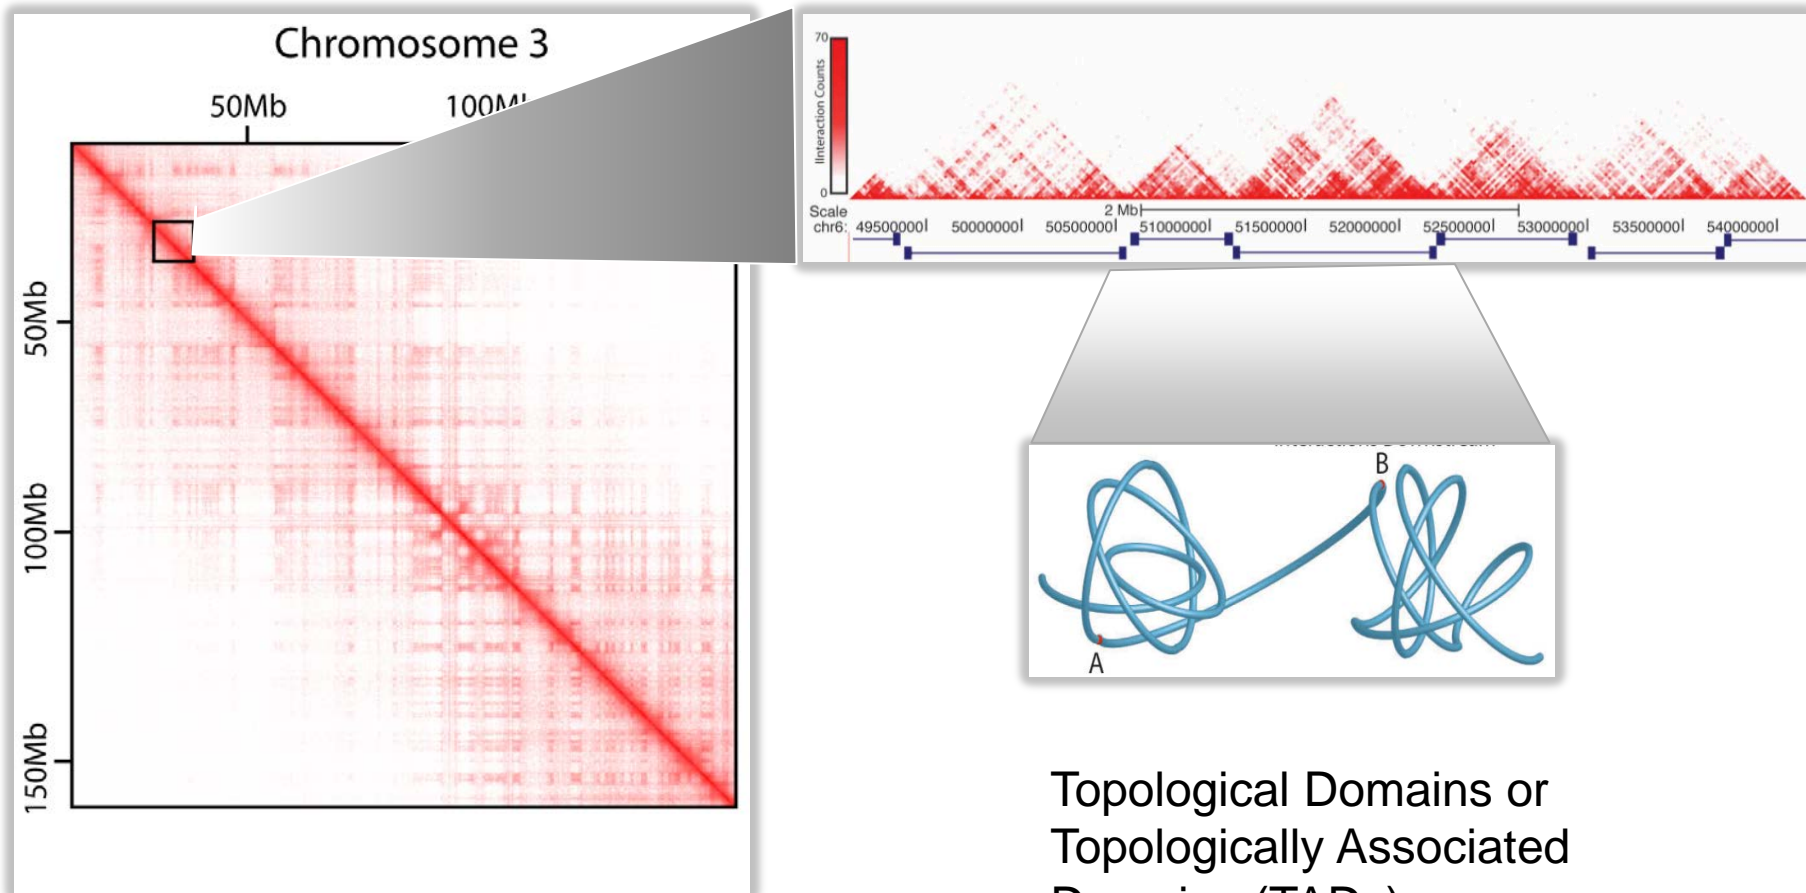 Chromosome 3
50Mb
50Mb
100Mb
150Mb
70
IInteraction Counts
0
Scale
2 Mb
chr6: 49500000 50000000 50500000 51000000 51500000 52000000 52500000 53000000 53500000 54000000
B
A
Topological Domains or
Topologically Associated